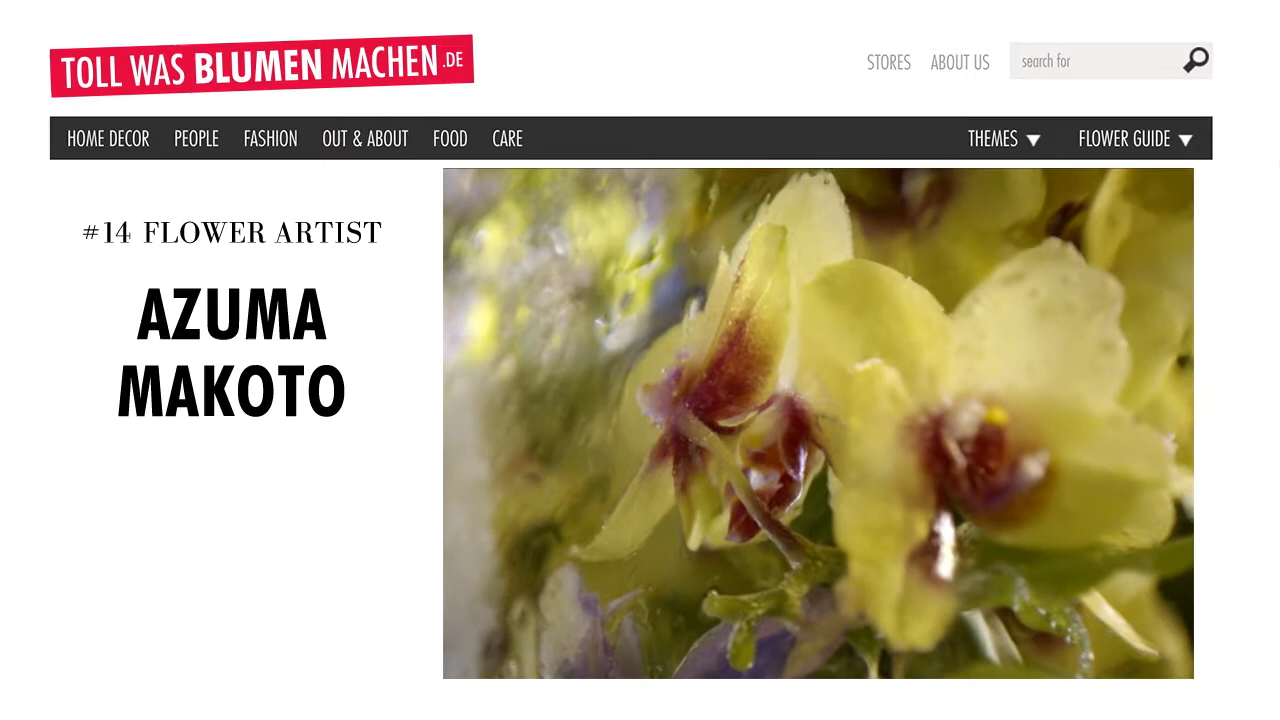 TOLL WAS BLUMEN MACHEN.DE
STORES ABOUT US search for
HOME DECOR PEOPLE FASHION OUT & ABOUT FOOD CARE THEMES FLOWER GUIDE
#14 FLOWER ARTIST
AZUMA
MAKOTO